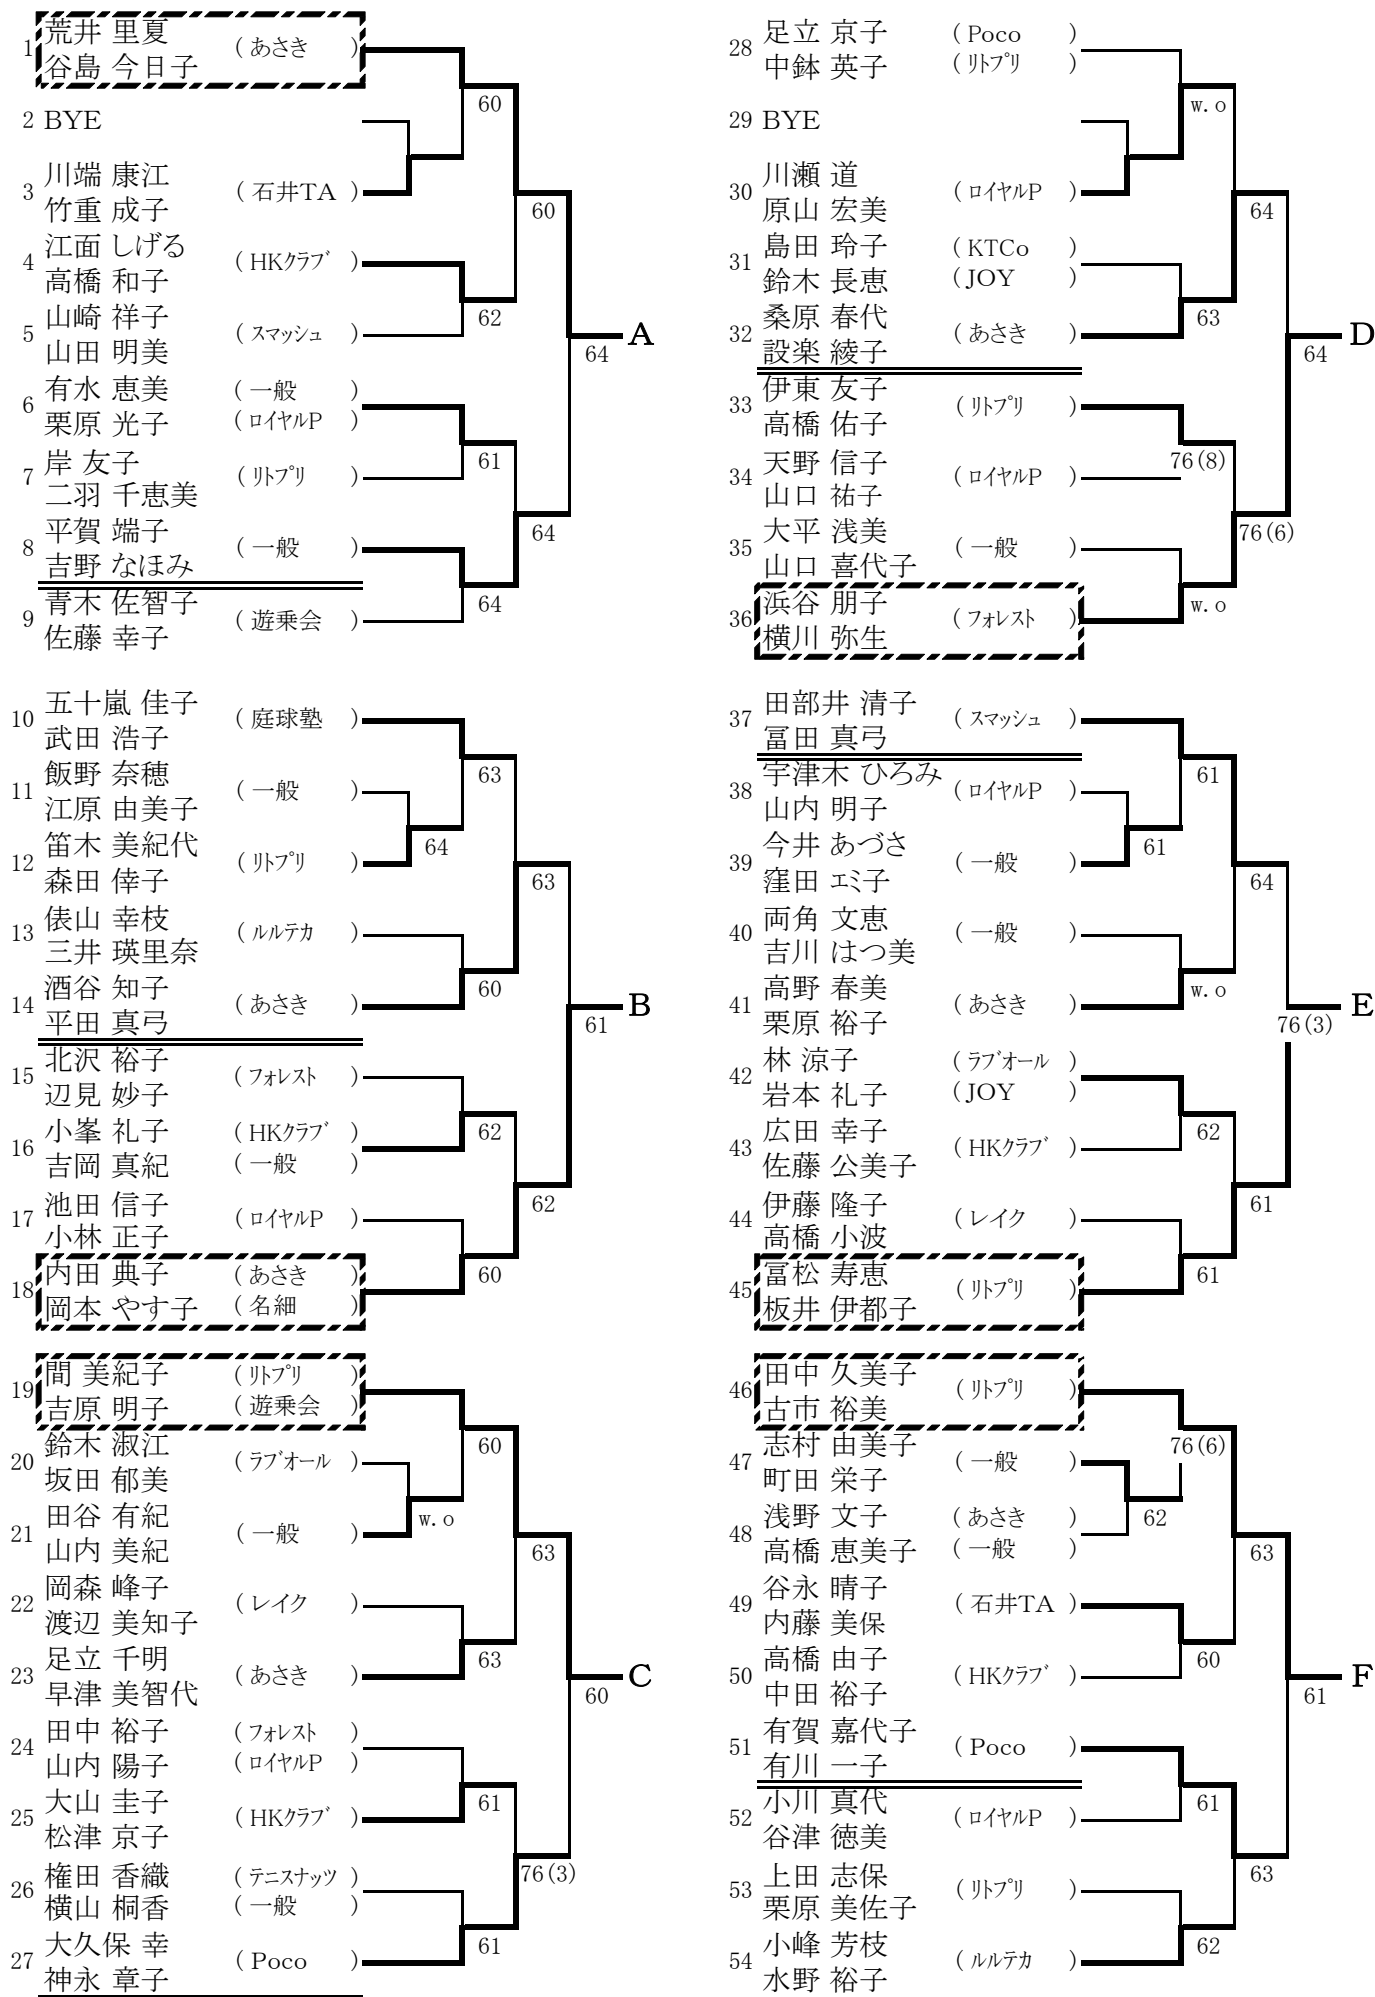 1 荒井 里夏 ( あさき )
谷島 今日子
60
2 BYE
3 川端 康江 ( 石井TA )
竹重 成子
60
4 江面 しげる ( HKクラブ )
高橋 和子
62
5 山崎 祥子 ( スマッシュ )
山田 明美
64 A
6 有水 恵美 ( 一般 )
栗原 光子 ( ロイヤルP )
61
7 岸 友子 ( リトプリ )
二羽 千恵美
64
8 平賀 端子 ( 一般 )
吉野 なほみ
64
9 青木 佐智子 ( 遊乗会 )
佐藤 幸子
10 五十嵐 佳子 ( 庭球塾 )
武田 浩子
63
11 飯野 奈穂 ( 一般 )
江原 由美子
64
12 笛木 美紀代 ( リトプリ )
森田 倖子
63
13 俵山 幸枝 ( ルルテカ )
三井 瑛里奈
60
14 酒谷 知子 ( あさき )
平田 真弓
61 B
15 北沢 裕子 ( フォレスト )
辺見 妙子
62
16 小峯 礼子 ( HKクラブ )
吉岡 真紀 ( 一般 )
62
17 池田 信子 ( ロイヤルP )
小林 正子
60
18 内田 典子 ( あさき )
岡本 やす子 ( 名細 )
19 間 美紀子 ( リトプリ )
吉原 明子 ( 遊乗会 )
60
20 鈴木 淑江 ( ラブオール )
坂田 郁美
w.o
21 田谷 有紀 ( 一般 )
山内 美紀
63
22 岡森 峰子 ( レイク )
渡辺 美知子
63
23 足立 千明 ( あさき )
早津 美智代
60 C
24 田中 裕子 ( フォレスト )
山内 陽子 ( ロイヤルP )
61
25 大山 圭子 ( HKクラブ )
松津 京子
76(3)
26 権田 香織 ( テニスナッツ )
横山 桐香 ( 一般 )
61
27 大久保 幸 ( Poco )
神永 章子
28 足立 京子 ( Poco )
中鉢 英子 ( リトプリ )
w.o
29 BYE
30 川瀬 道 ( ロイヤルP )
原山 宏美
64
31 島田 玲子 ( KTCo )
鈴木 長恵 ( JOY )
63
32 桑原 春代 ( あさき )
設楽 綾子
64 D
33 伊東 友子 ( リトプリ )
高橋 佑子
76(8)
34 天野 信子 ( ロイヤルP )
山口 祐子
76(6)
35 大平 浅美 ( 一般 )
山口 喜代子
w.o
36 浜谷 朋子 ( フォレスト )
横川 弥生
37 田部井 清子 ( スマッシュ )
冨田 真弓
61
38 宇津木 ひろみ ( ロイヤルP )
山内 明子
61
39 今井 あづさ ( 一般 )
窪田 エミ子
64
40 両角 文恵 ( 一般 )
吉川 はつ美
w.o
41 高野 春美 ( あさき )
栗原 裕子
76(3) E
42 林 涼子 ( ラブオール )
岩本 礼子 ( JOY )
62
43 広田 幸子 ( HKクラブ )
佐藤 公美子
61
44 伊藤 隆子 ( レイク )
高橋 小波
61
45 冨松 寿恵 ( リトプリ )
板井 伊都子
46 田中 久美子 ( リトプリ )
古市 裕美
76(6)
47 志村 由美子 ( 一般 )
町田 栄子
62
48 浅野 文子 ( あさき )
高橋 恵美子 ( 一般 )
63
49 谷永 晴子 ( 石井TA )
内藤 美保
60
50 高橋 由子 ( HKクラブ )
中田 裕子
61 F
51 有賀 嘉代子 ( Poco )
有川 一子
61
52 小川 真代 ( ロイヤルP )
谷津 徳美
63
53 上田 志保 ( リトプリ )
栗原 美佐子
62
54 小峰 芳枝 ( ルルテカ )
水野 裕子